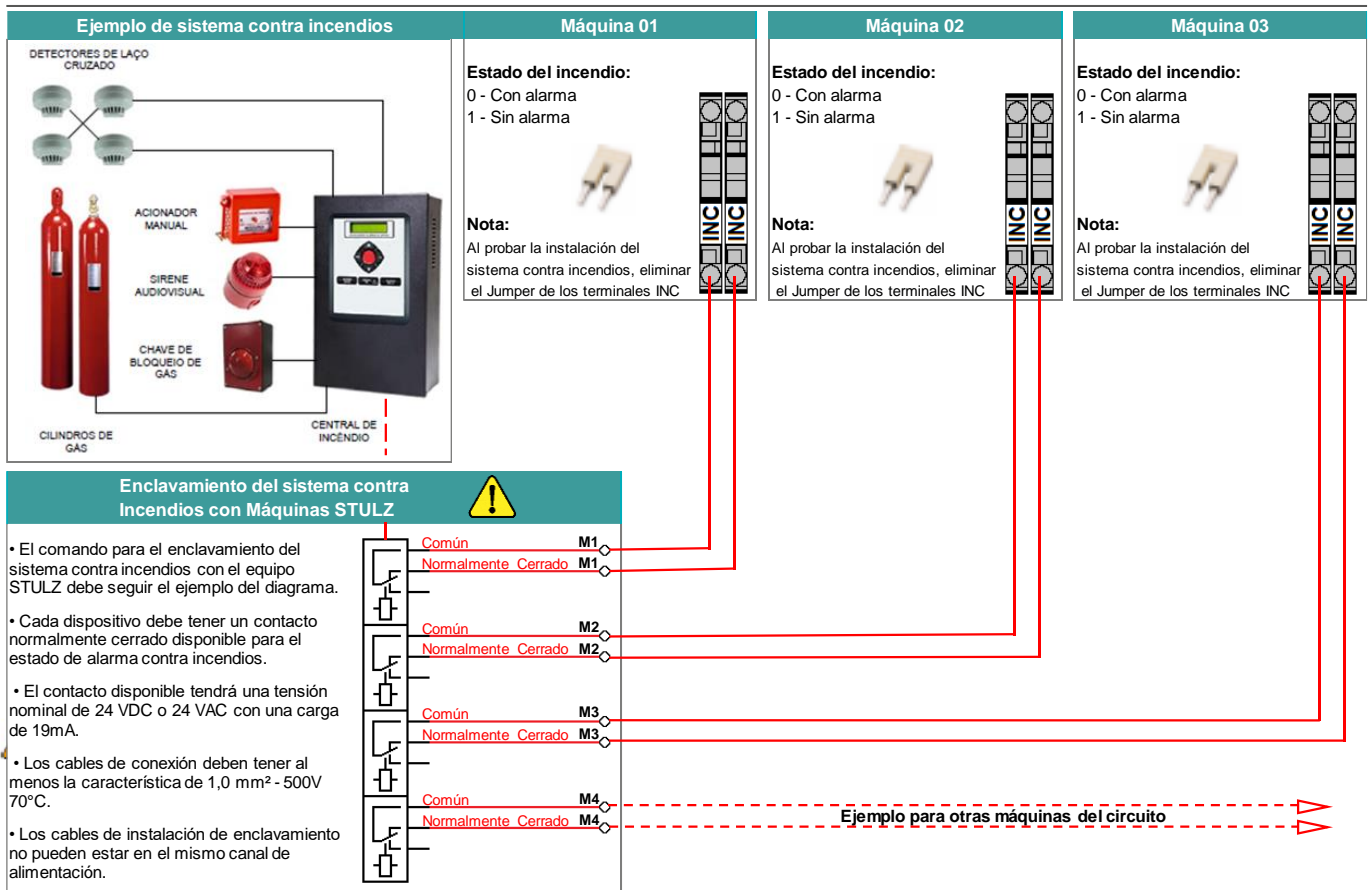 Ejemplo de sistema contra incendios
DETECTORES DE LAÇO
CRUZADO
ACIONADOR
MANUAL
SIRENE
AUDIOVISUAL
CHAVE DE
BLOQUEIO DE
GÁS
CILINDROS DE
GÁS
CENTRAL DE
INCÊNDIO
Máquina 01
Estado del incendio:
0 - Con alarma
1 - Sin alarma
Nota:
Al probar la instalación del
sistema contra incendios, eliminar
el Jumper de los terminales INC
INC
INC
Máquina 02
Estado del incendio:
0 - Con alarma
1 - Sin alarma
Nota:
Al probar la instalación del
sistema contra incendios, eliminar
el Jumper de los terminales INC
INC
INC
Máquina 03
Estado del incendio:
0 - Con alarma
1 - Sin alarma
Nota:
Al probar la instalación del
sistema contra incendios, eliminar
el Jumper de los terminales INC
INC
INC
Enclavamiento del sistema contra
Incendios con Máquinas STULZ
• El comando para el enclavamiento del
sistema contra incendios con el equipo
STULZ debe seguir el ejemplo del diagrama.
• Cada dispositivo debe tener un contacto
normalmente cerrado disponible para el
estado de alarma contra incendios.
• El contacto disponible tendrá una tensión
nominal de 24 VDC o 24 VAC con una carga
de 19mA.
• Los cables de conexión deben tener al
menos la característica de 1,0 mm² - 500V
70°C.
• Los cables de instalación de enclavamiento
no pueden estar en el mismo canal de
alimentación.
Común M1
Normalmente Cerrado M1
Común M2
Normalmente Cerrado M2
Común M3
Normalmente Cerrado M3
Común M4
Normalmente Cerrado M4
Ejemplo para otras máquinas del circuito